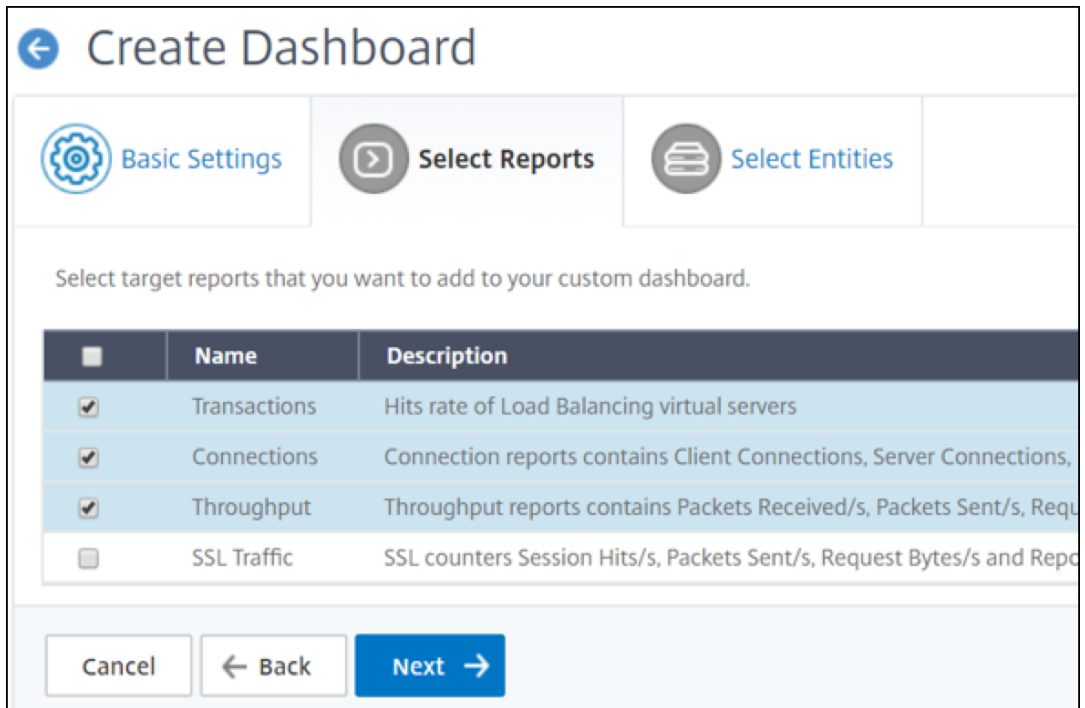 Create Dashboard
Basic Settings
Select Reports
Select Entities
Select target reports that you want to add to your custom dashboard.
Name Description
Transactions Hits rate of Load Balancing virtual servers
Connections Connection reports contains Client Connections, Server Connections,
Throughput Throughput reports contains Packets Received/s, Packets Sent/s, Requ
SSL Traffic SSL counters Session Hits/s, Packets Sent/s, Request Bytes/s and Repo
Cancel Back Next